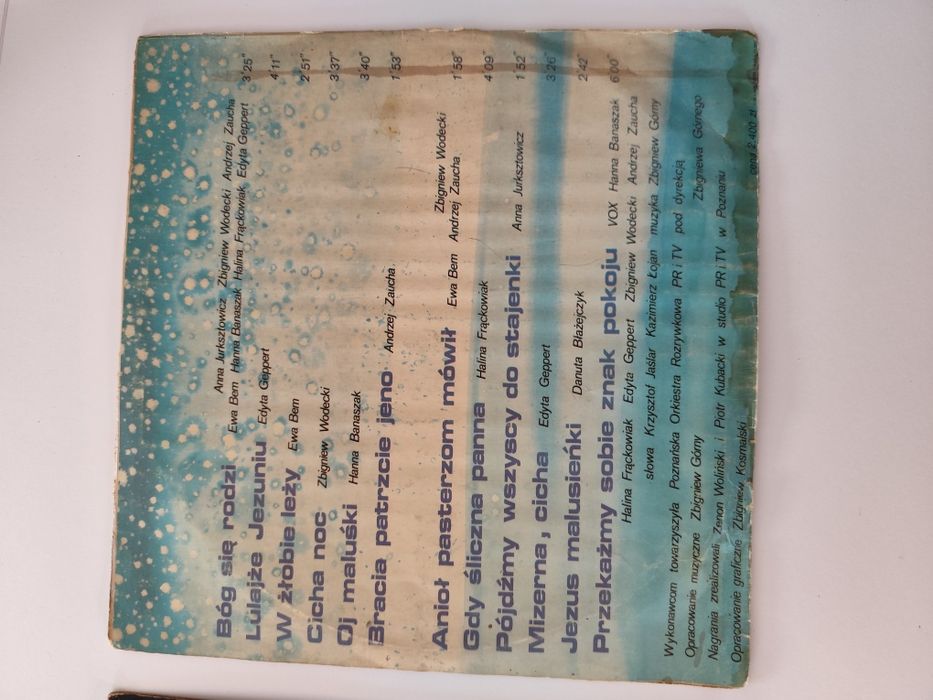 Anna Jurksztowicz Zbigniew Wodecki Andrzej Zaucha
Bóg się rodzi Ewa Bem Hanna Banaszak Halina Frąckowiak Edyta Geppert 3'25"
Lulajże Jezuniu Edyta Geppert 4'11"
W żłobie leży Ewa Bem 2'51"
Cicha noc Zbigniew Wodecki 3'37"
Oj maluśki Hanna Banaszak 3'40"
Bracia patrzcie jeno Andrzej Zaucha 1'53"
Zbigniew Wodecki
Anioł pasterzom mówił Ewa Bem Andrzej Zaucha 1'58"
Gdy śliczna panna Halina Frąckowiak 4'09"
Pójdźmy wszyscy do stajenki Anna Jurksztowicz 1'52"
Mizerna, cicha Edyta Geppert 3'26"
Jezus malusieńki Danuta Błażejczyk 2'42"
Przekażmy sobie znak pokoju VOX Hanna Banaszak 6'00"
Halina Frąckowiak Edyta Geppert Zbigniew Wodecki Andrzej Zaucha
słowa Krzysztof Jaślar Kazimierz Łojan muzyka Zbigniew Górny
Wykonawcom towarzyszyła Poznańska Orkiestra Rozrywkowa PR i TV pod dyrekcją
Opracowanie muzyczne Zbigniew Górny Zbigniewa Górnego
Nagrania zrealizowali Zenon Woliński i Piotr Kubacki w studio PR i TV w Poznaniu
Opracowanie graficzne Zbigniew Kosmalski cena 2.400 zł